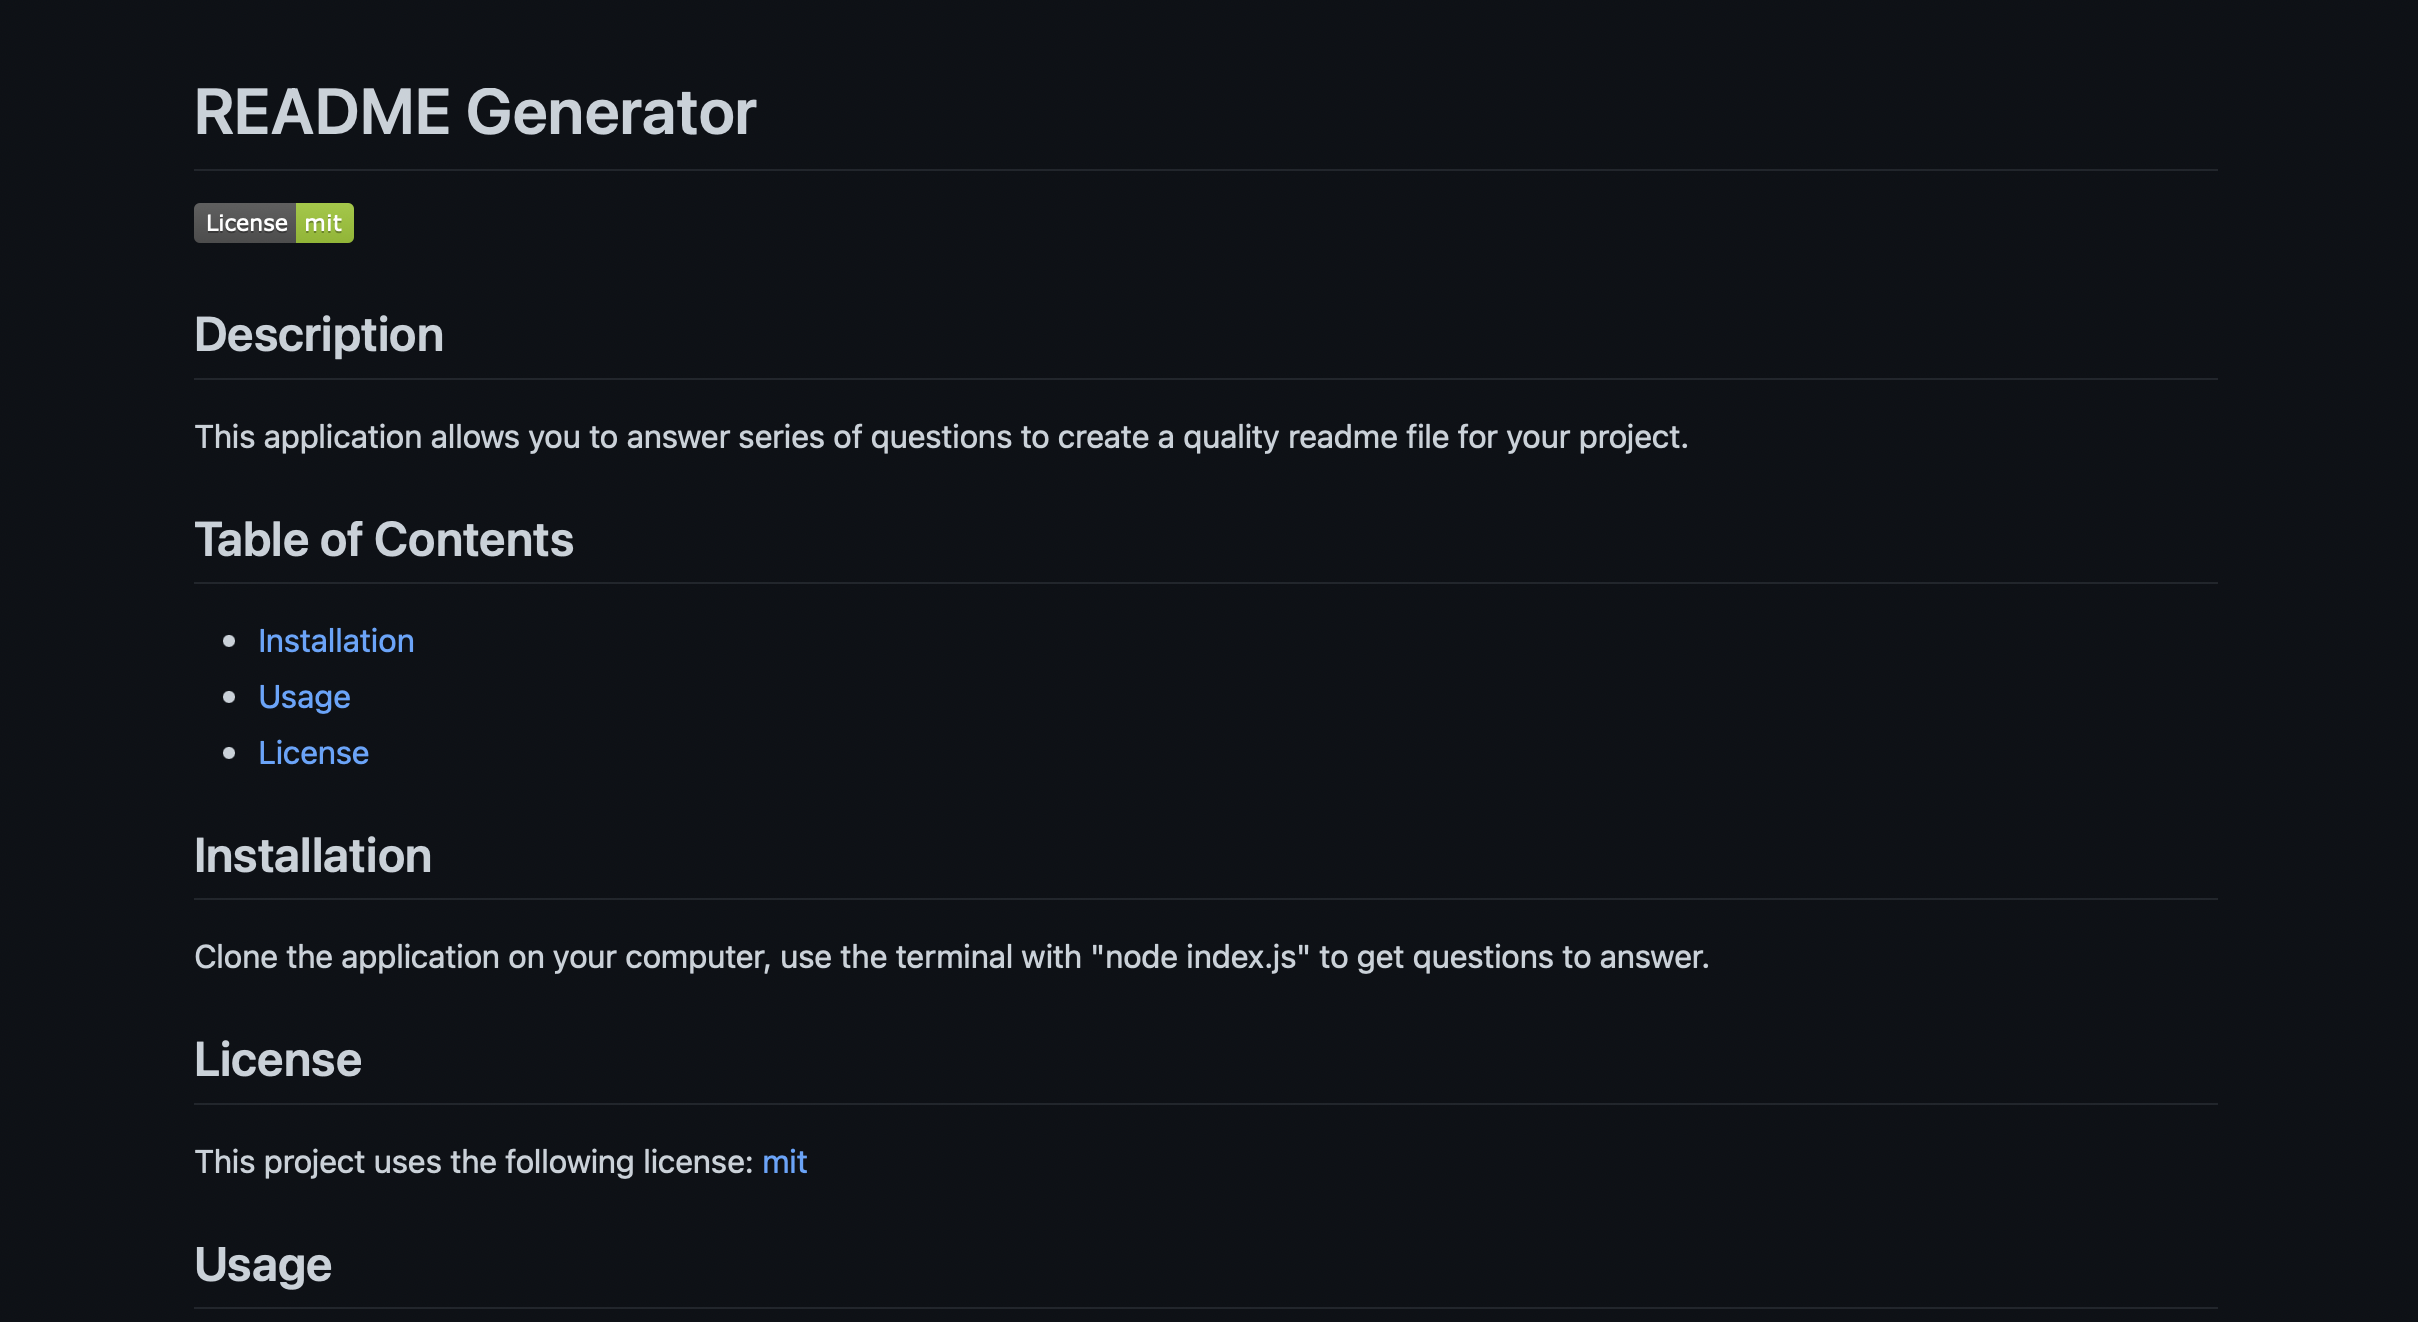 README Generator
License mit
Description
This application allows you to answer series of questions to create a quality readme file for your project.
Table of Contents
Installation
Usage
License
Installation
Clone the application on your computer, use the terminal with "node index.js" to get questions to answer.
License
This project uses the following license: mit
Usage